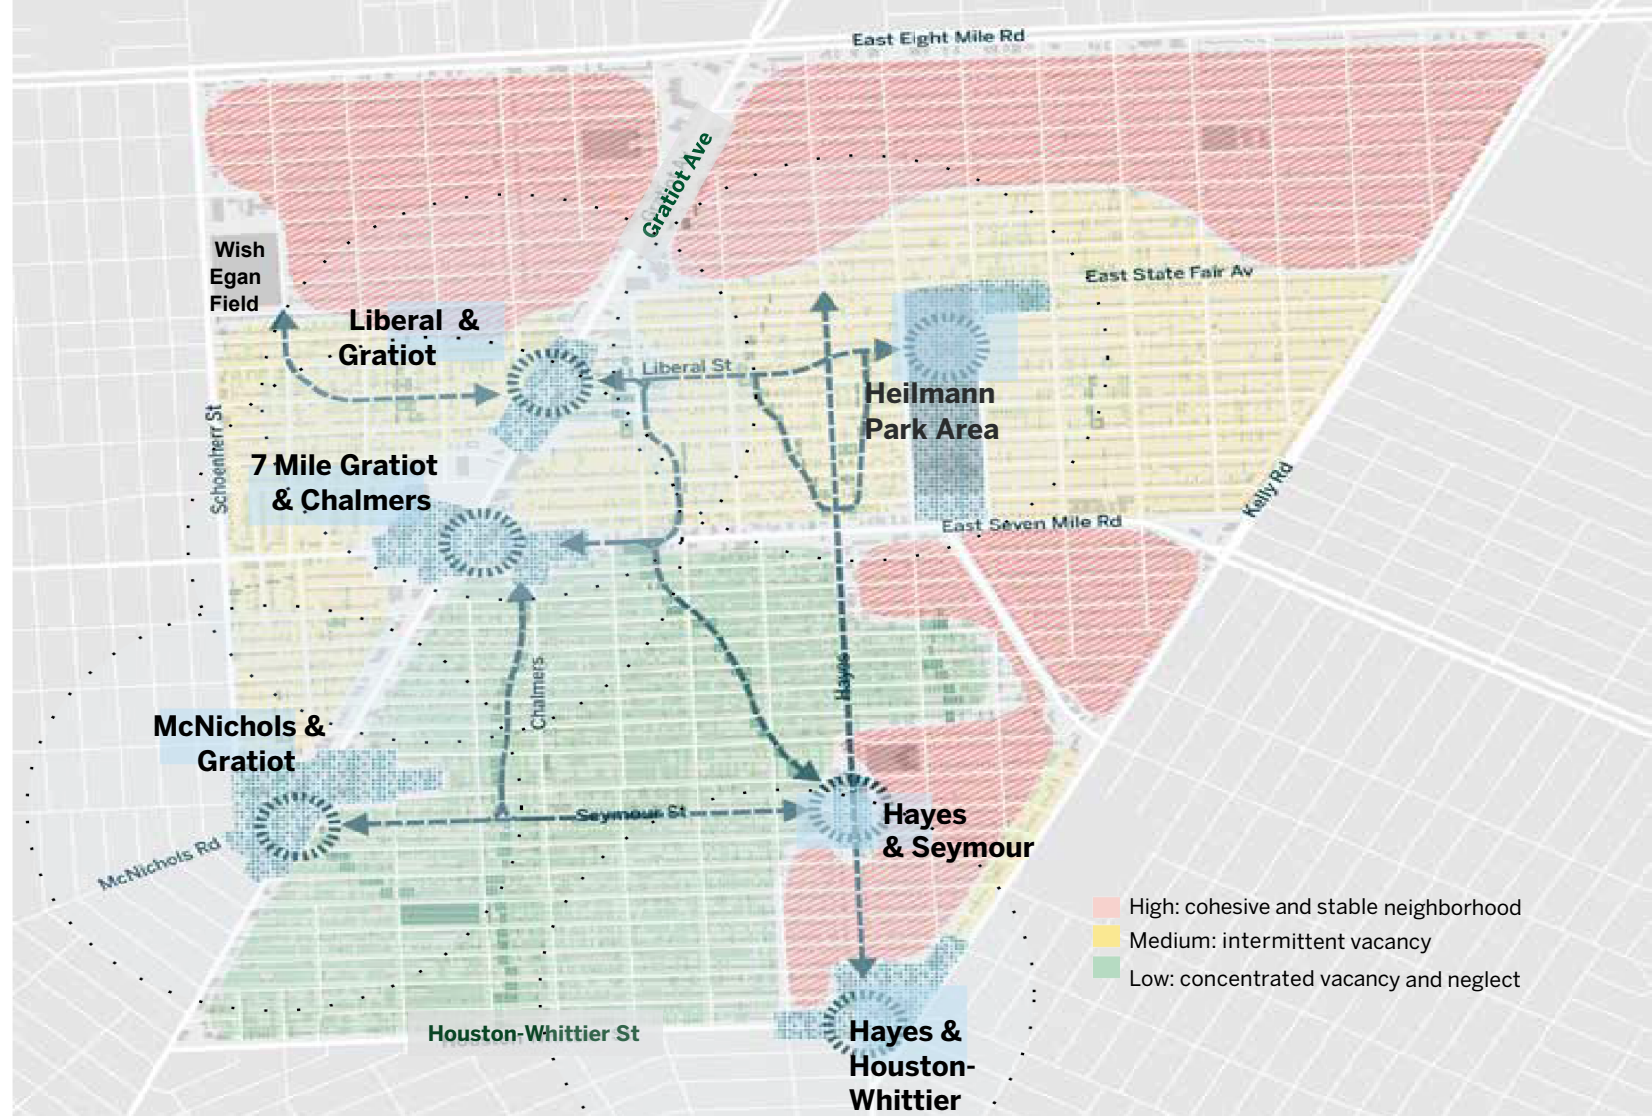 East Eight Mile Rd
Gratiot Ave
Wish
Egan
Field
East State Fair Av
Liberal &
Gratiot
Liberal St
Heilmann
Park Area
Schoenherr St
7 Mile Gratiot
& Chalmers
Kelly Rd
East Seven Mile Rd
Chalmers
Hayes
McNichols &
Gratiot
Seymour St
Hayes
& Seymour
McNichols Rd
High: cohesive and stable neighborhood
Medium: intermittent vacancy
Low: concentrated vacancy and neglect
Houston-Whittier St
Hayes &
Houston-
Whittier